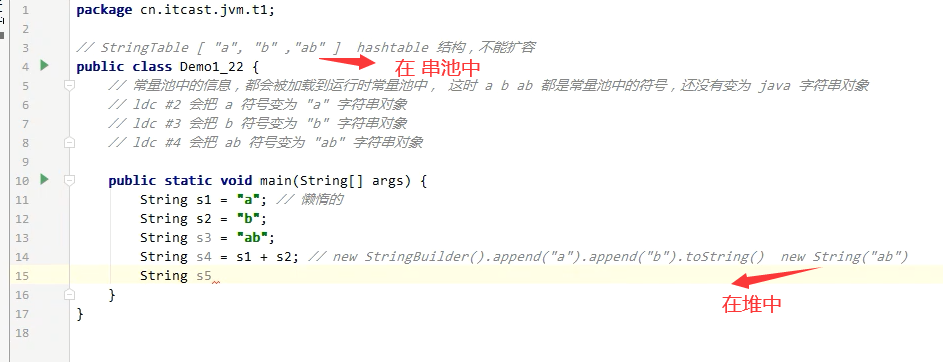 1 package cn.itcast.jvm.t1;
2
3 // StringTable [ "a", "b" ,"ab" ] hashtable 结构，不能扩容
在 串池中
4 public class Demo1_22 {
5 // 常量池中的信息，都会被加载到运行时常量池中， 这时 a b ab 都是常量池中的符号，还没有变为 java 字符串对象
6 // ldc #2 会把 a 符号变为 "a" 字符串对象
7 // ldc #3 会把 b 符号变为 "b" 字符串对象
8 // ldc #4 会把 ab 符号变为 "ab" 字符串对象
9
10 public static void main(String[] args) {
11 String s1 = "a"; // 懒惰的
12 String s2 = "b";
13 String s3 = "ab";
14 String s4 = s1 + s2; // new StringBuilder().append("a").append("b").toString() new String("ab")
15 String s5
16 }
在堆中
17 }
18